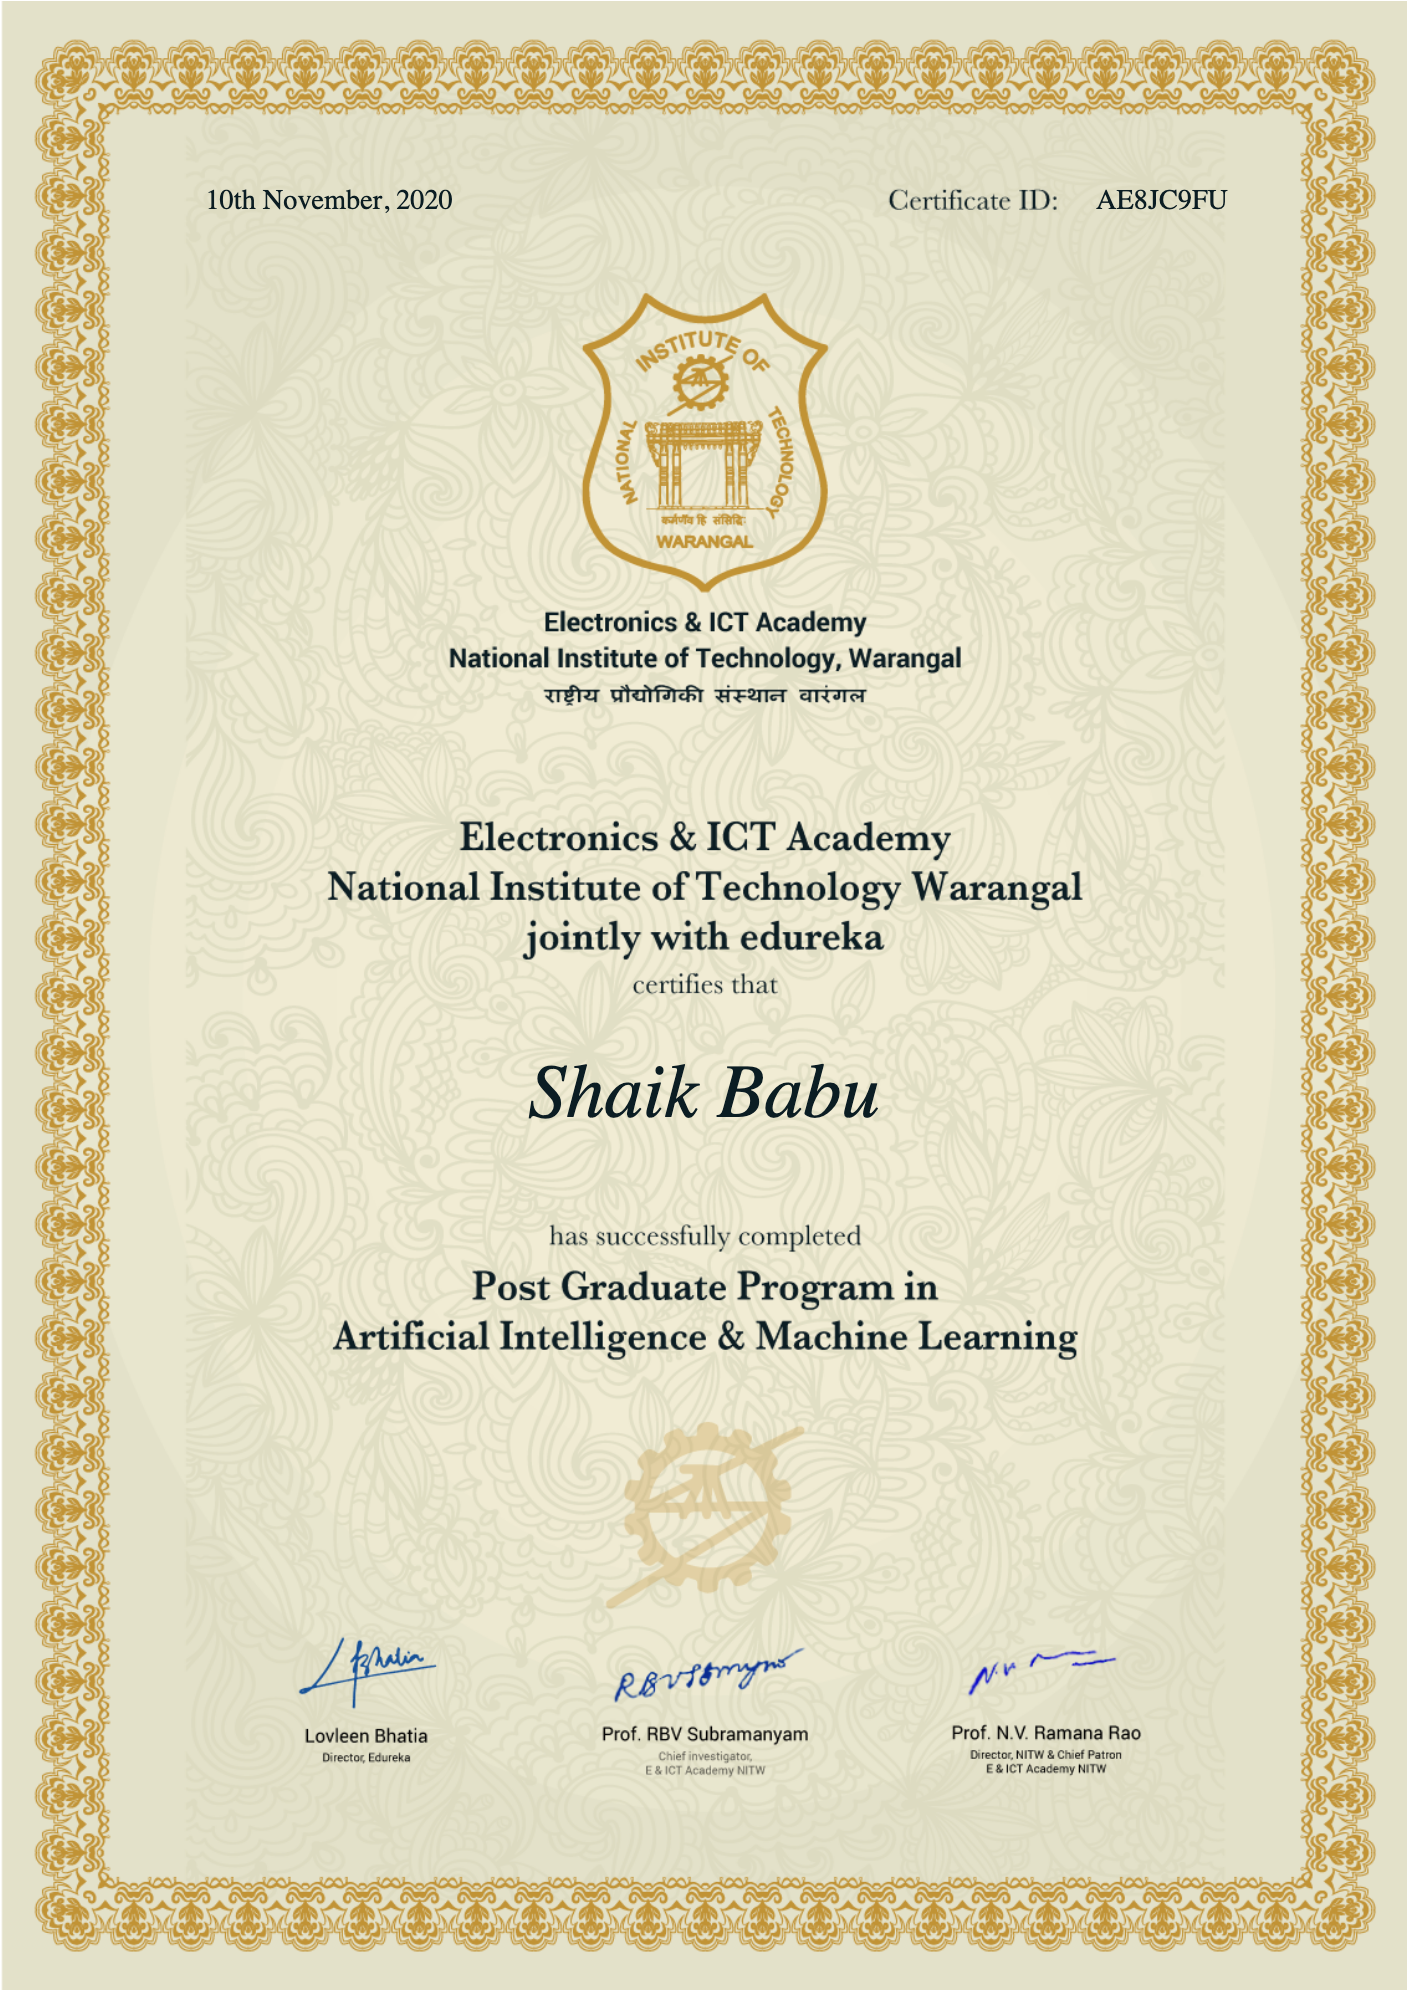 10th November, 2020
Certificate ID: AE8JC9FU
NATIONAL INSTITUTE OF TECHNOLOGY
कर्मणैव हि संसिद्धिः
WARANGAL
Electronics & ICT Academy
National Institute of Technology, Warangal
राष्ट्रीय प्रौद्योगिकी संस्थान वारंगल
Electronics & ICT Academy
National Institute of Technology Warangal
jointly with edureka
certifies that
Shaik Babu
has successfully completed
Post Graduate Program in
Artificial Intelligence & Machine Learning
Lovleen Bhatia
Director, Edureka
Prof. RBV Subramanyam
Chief investigator,
E & ICT Academy NITW
Prof. N.V. Ramana Rao
Director, NITW & Chief Patron
E & ICT Academy NITW